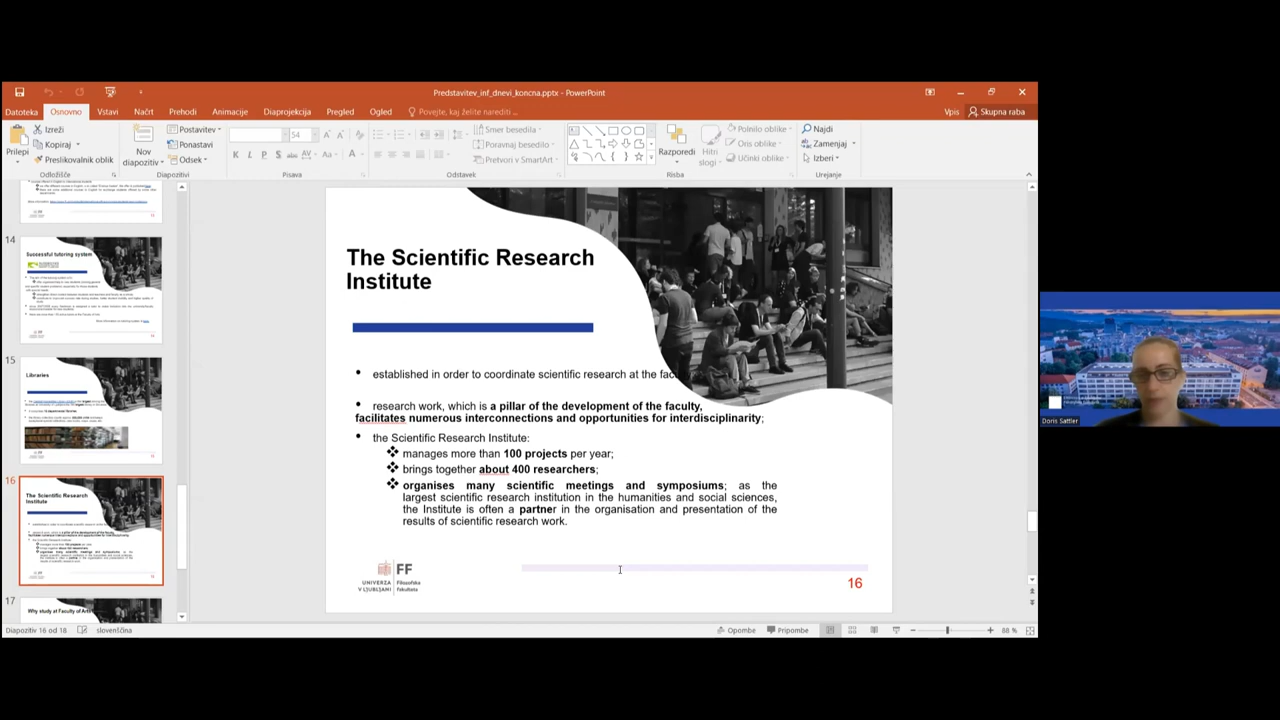 Predstavitev_inf_dnevi_koncna.pptx - PowerPoint
Datoteka Osnovno Vstavi Načrt Prehodi Animacije Diaprojekcija Pregled Ogled Povejte, kaj želite narediti ... Vpis Skupna raba
Prilepi
Izreži
Kopiraj
Preslikovalnik oblik
Odložišče
Nov diapozitiv
Postavitev
Ponastavi
Odsek
Diapozitivi
54
Pisava
Smer besedila
Poravnaj besedilo
Pretvori v SmartArt
Odstavek
Razporedi
Hitri slogi
Polnilo oblike
Oris oblike
Učinki oblike
Risba
Najdi
Zamenjaj
Izberi
Urejanje
14
Successful tutoring system
15
Libraries
16
The Scientific Research
Institute
17
Why study at Faculty of Arts
The Scientific Research
Institute
• established in order to coordinate scientific research at the
• research work, which is a pillar of the development of the faculty,
facilitates numerous interconnections and opportunities for interdisciplinarity;
• the Scientific Research Institute:
❖ manages more than 100 projects per year;
❖ brings together about 400 researchers;
❖ organises many scientific meetings and symposiums; as the
largest scientific research institution in the humanities and social sciences,
the Institute is often a partner in the organisation and presentation of the
results of scientific research work.
UNIVERZA
V LJUBLJANI
FF
Filozofska
fakulteta
16
Doris Sattler
Diapozitiv 16 od 18 slovenščina Opombe Pripombe 88 %